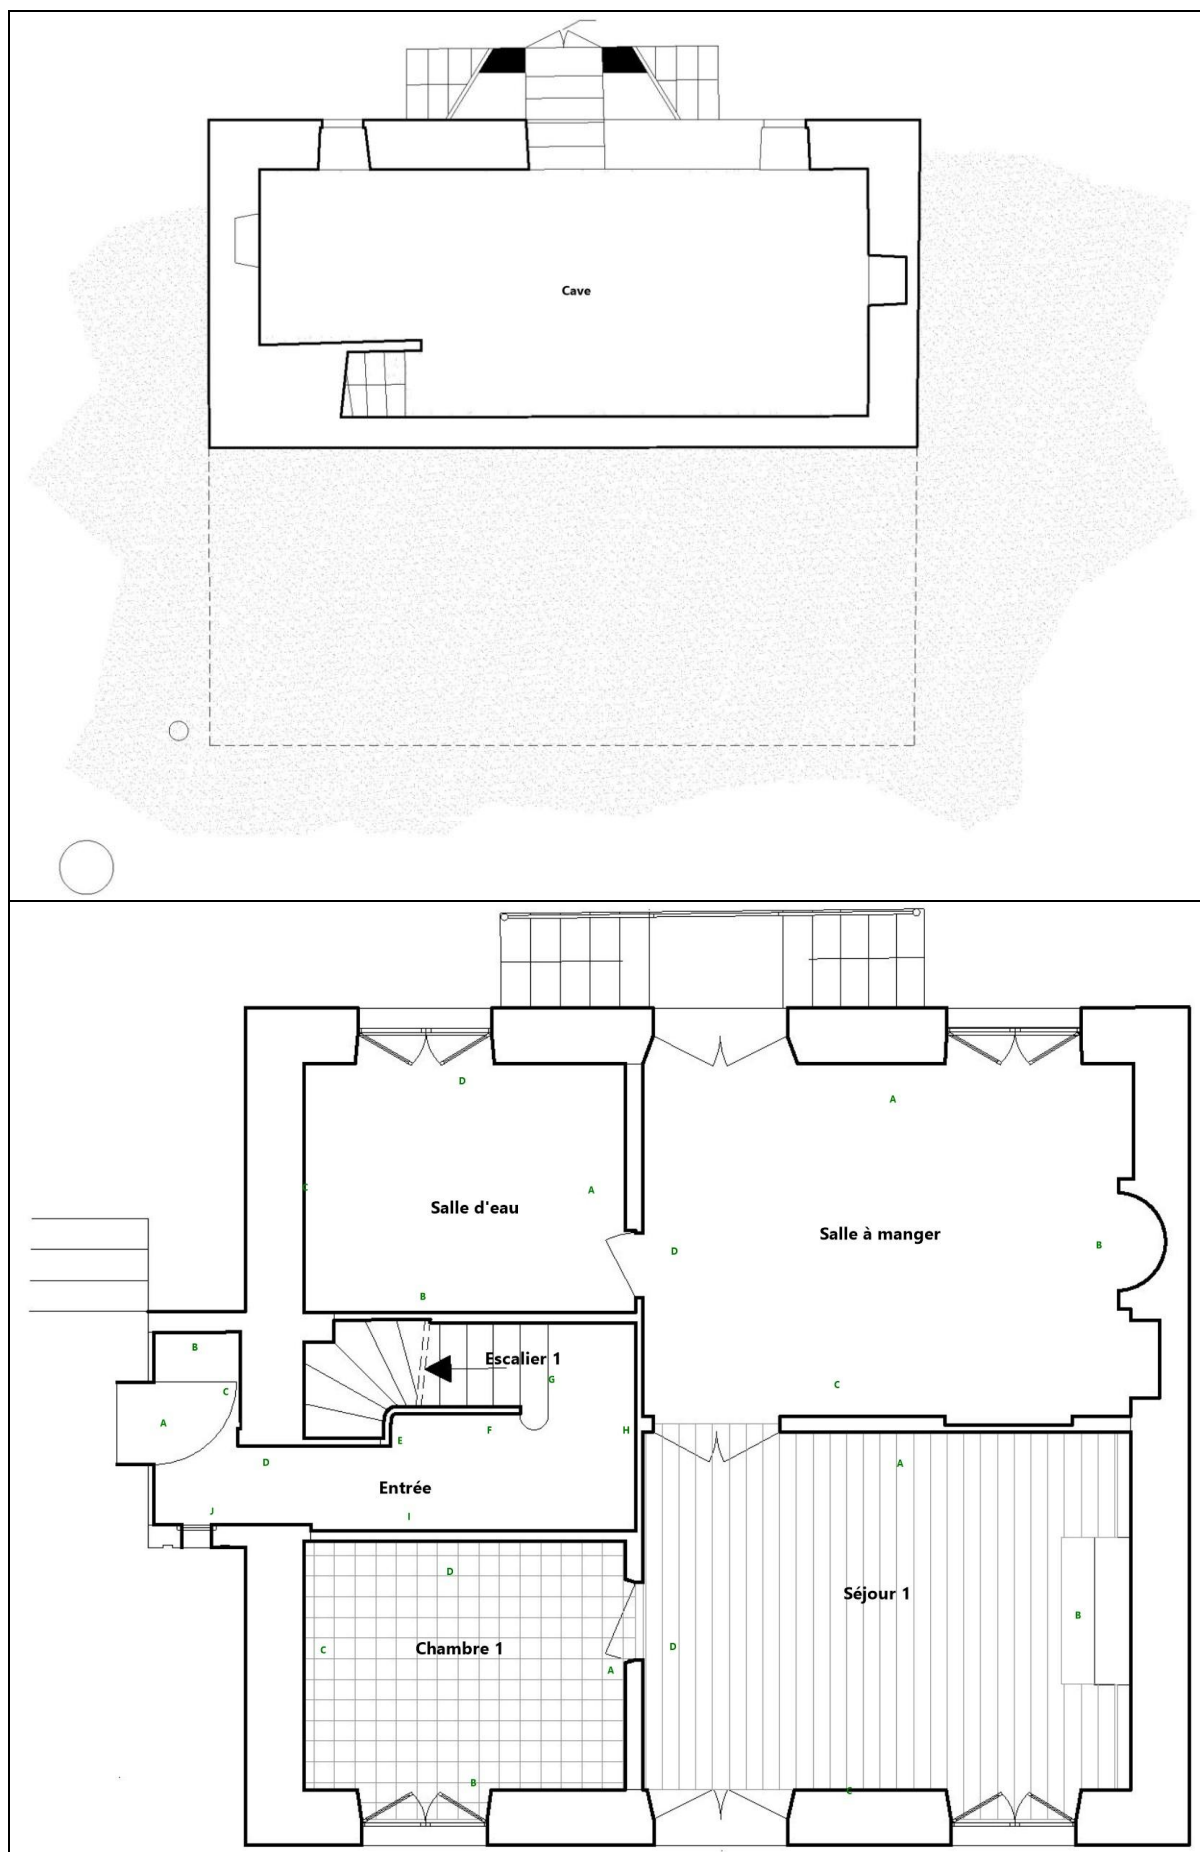 Cave
D
A
C
A
Salle d'eau
Salle à manger
D
B
B
B
Escalier 1
C
G
C
A
F
H
E
D
A
Entrée
J
I
D
Séjour 1
B
C
Chambre 1
D
A
B
C